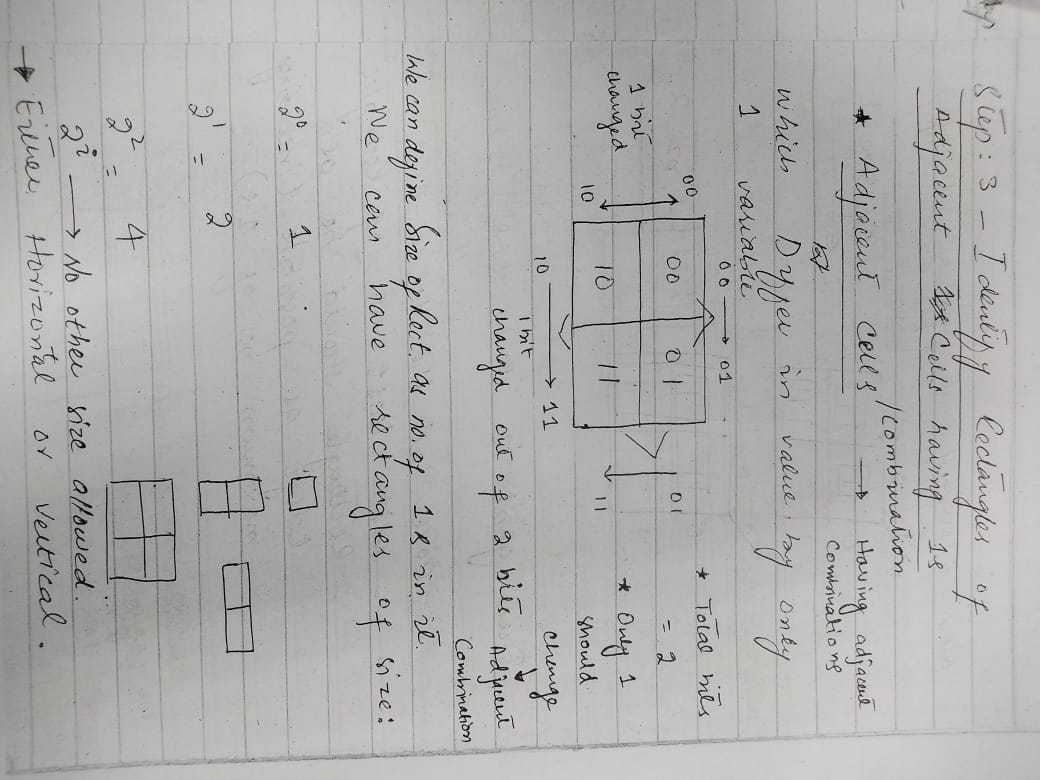 Step: 3 - Identify Rectangles of
Adjacent Cells having 1s
* Adjacent Cells / Combination → Having adjacent
Combinations
which Differ in value by only
1 variable
00 → 01
00
01
00 01
10 11
10
11
1 bit
changed
10 → 11
1 bit
changed out of 2 bits
* Total bits
= 2
* Only 1
should
change
Adjacent
Combination
We can define Size of Rect. as no. of 1s in it.
We can have rectangles of size:
2⁰ = 1
2¹ = 2
2² = 4
→ No other size allowed.
→ Either Horizontal or Vertical.